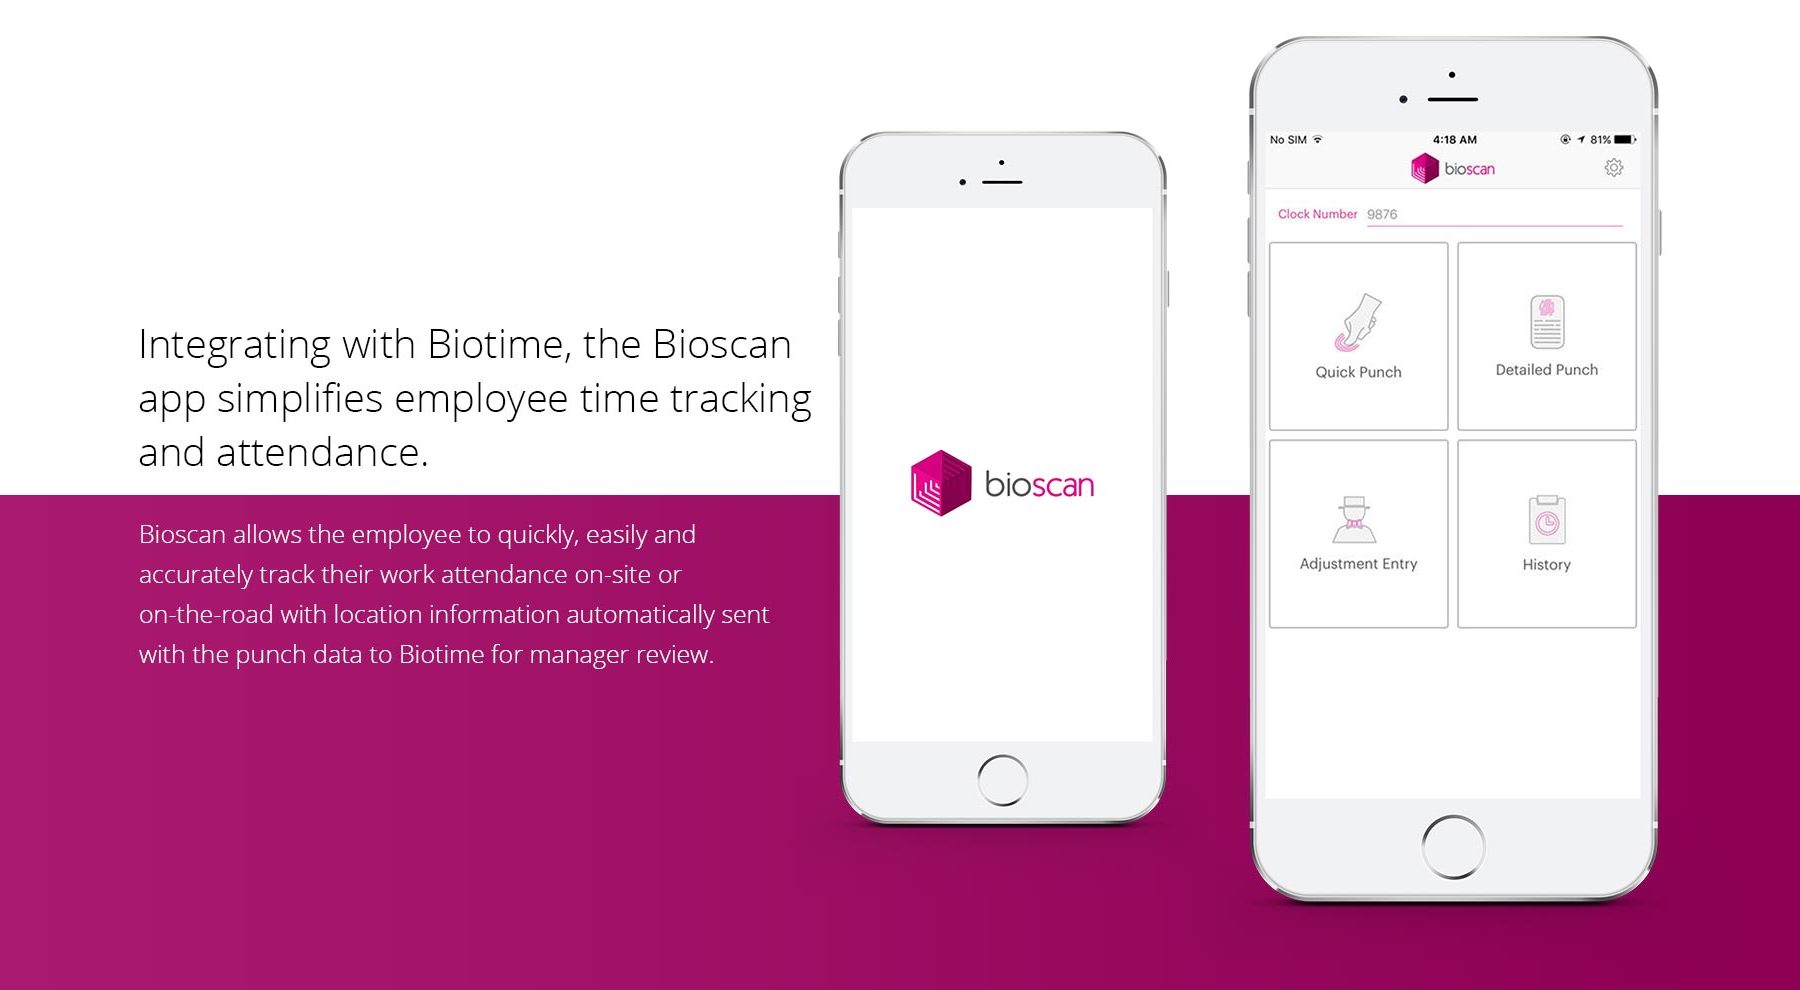 Integrating with Biotime, the Bioscan
app simplifies employee time tracking
and attendance.
Bioscan allows the employee to quickly, easily and
accurately track their work attendance on-site or
on-the-road with location information automatically sent
with the punch data to Biotime for manager review.
bioscan
No SIM 4:18 AM 81%
bioscan
Clock Number 9876
Quick Punch
Detailed Punch
Adjustment Entry
History